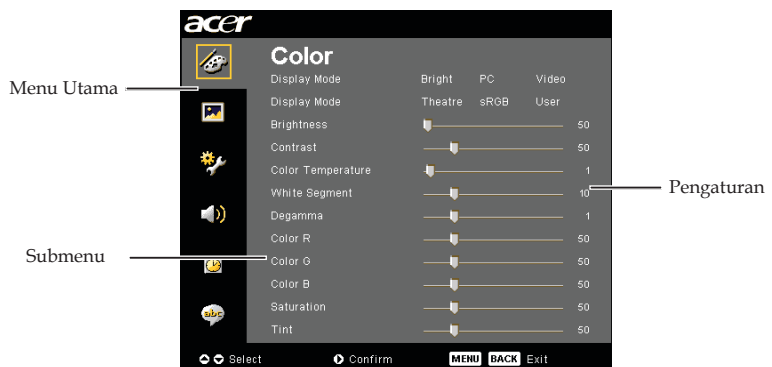 acer
Color
Display Mode Bright PC Video
Menu Utama
Display Mode Theatre sRGB User
Brightness 50
Contrast 50
Color Temperature 1
White Segment 10
Pengaturan
Degamma 1
Color R 50
Submenu
Color G 50
Color B 50
abc
Saturation 50
Tint 50
Select Confirm MENU BACK Exit